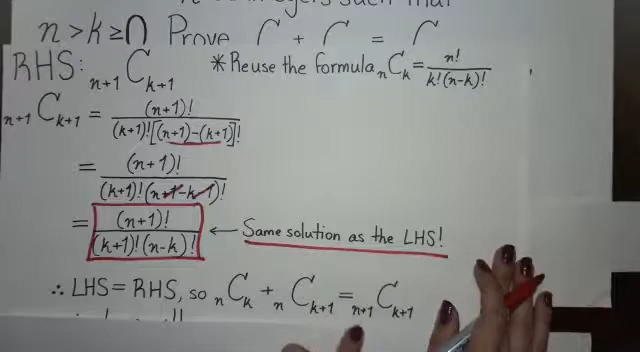 n > k ≥ 0 Prove C + C = C
RHS: n+1Ck+1 *Reuse the formula nCk = n!/k!(n-k)!
n+1Ck+1 = (n+1)!/(k+1)![(n+1)-(k+1)]!
= (n+1)!/(k+1)!(n+1-k-1)!
= (n+1)!/(k+1)!(n-k)! ← Same solution as the LHS!
∴ LHS = RHS, so nCk + nCk+1 = n+1Ck+1